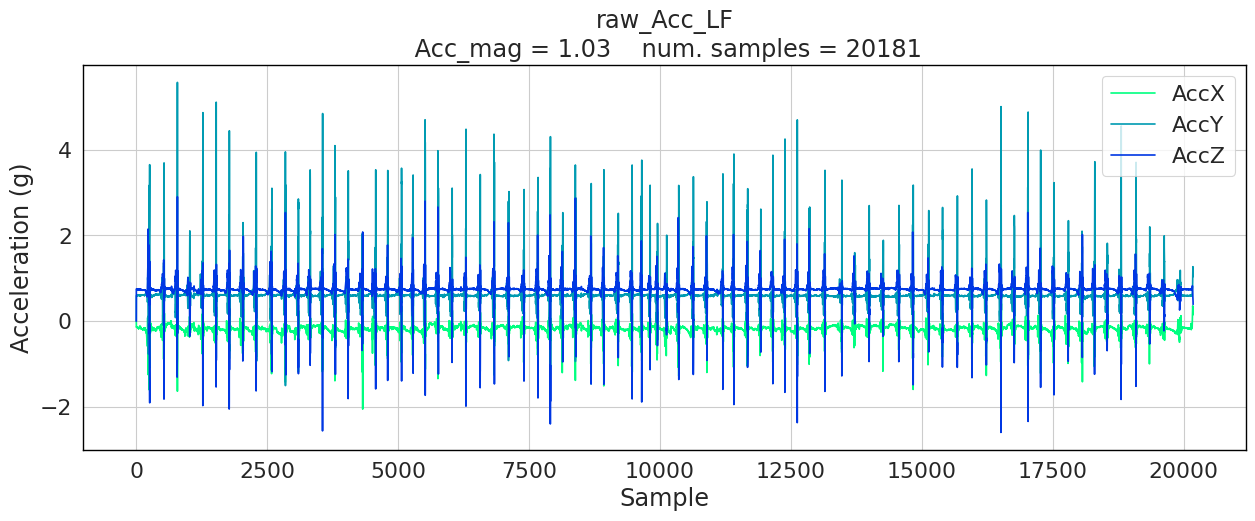 raw_Acc_LF
Acc_mag = 1.03    num. samples = 20181
AccX
AccY
AccZ
Acceleration (g)
4
2
0
−2
0
2500
5000
7500
10000
12500
15000
17500
20000
Sample